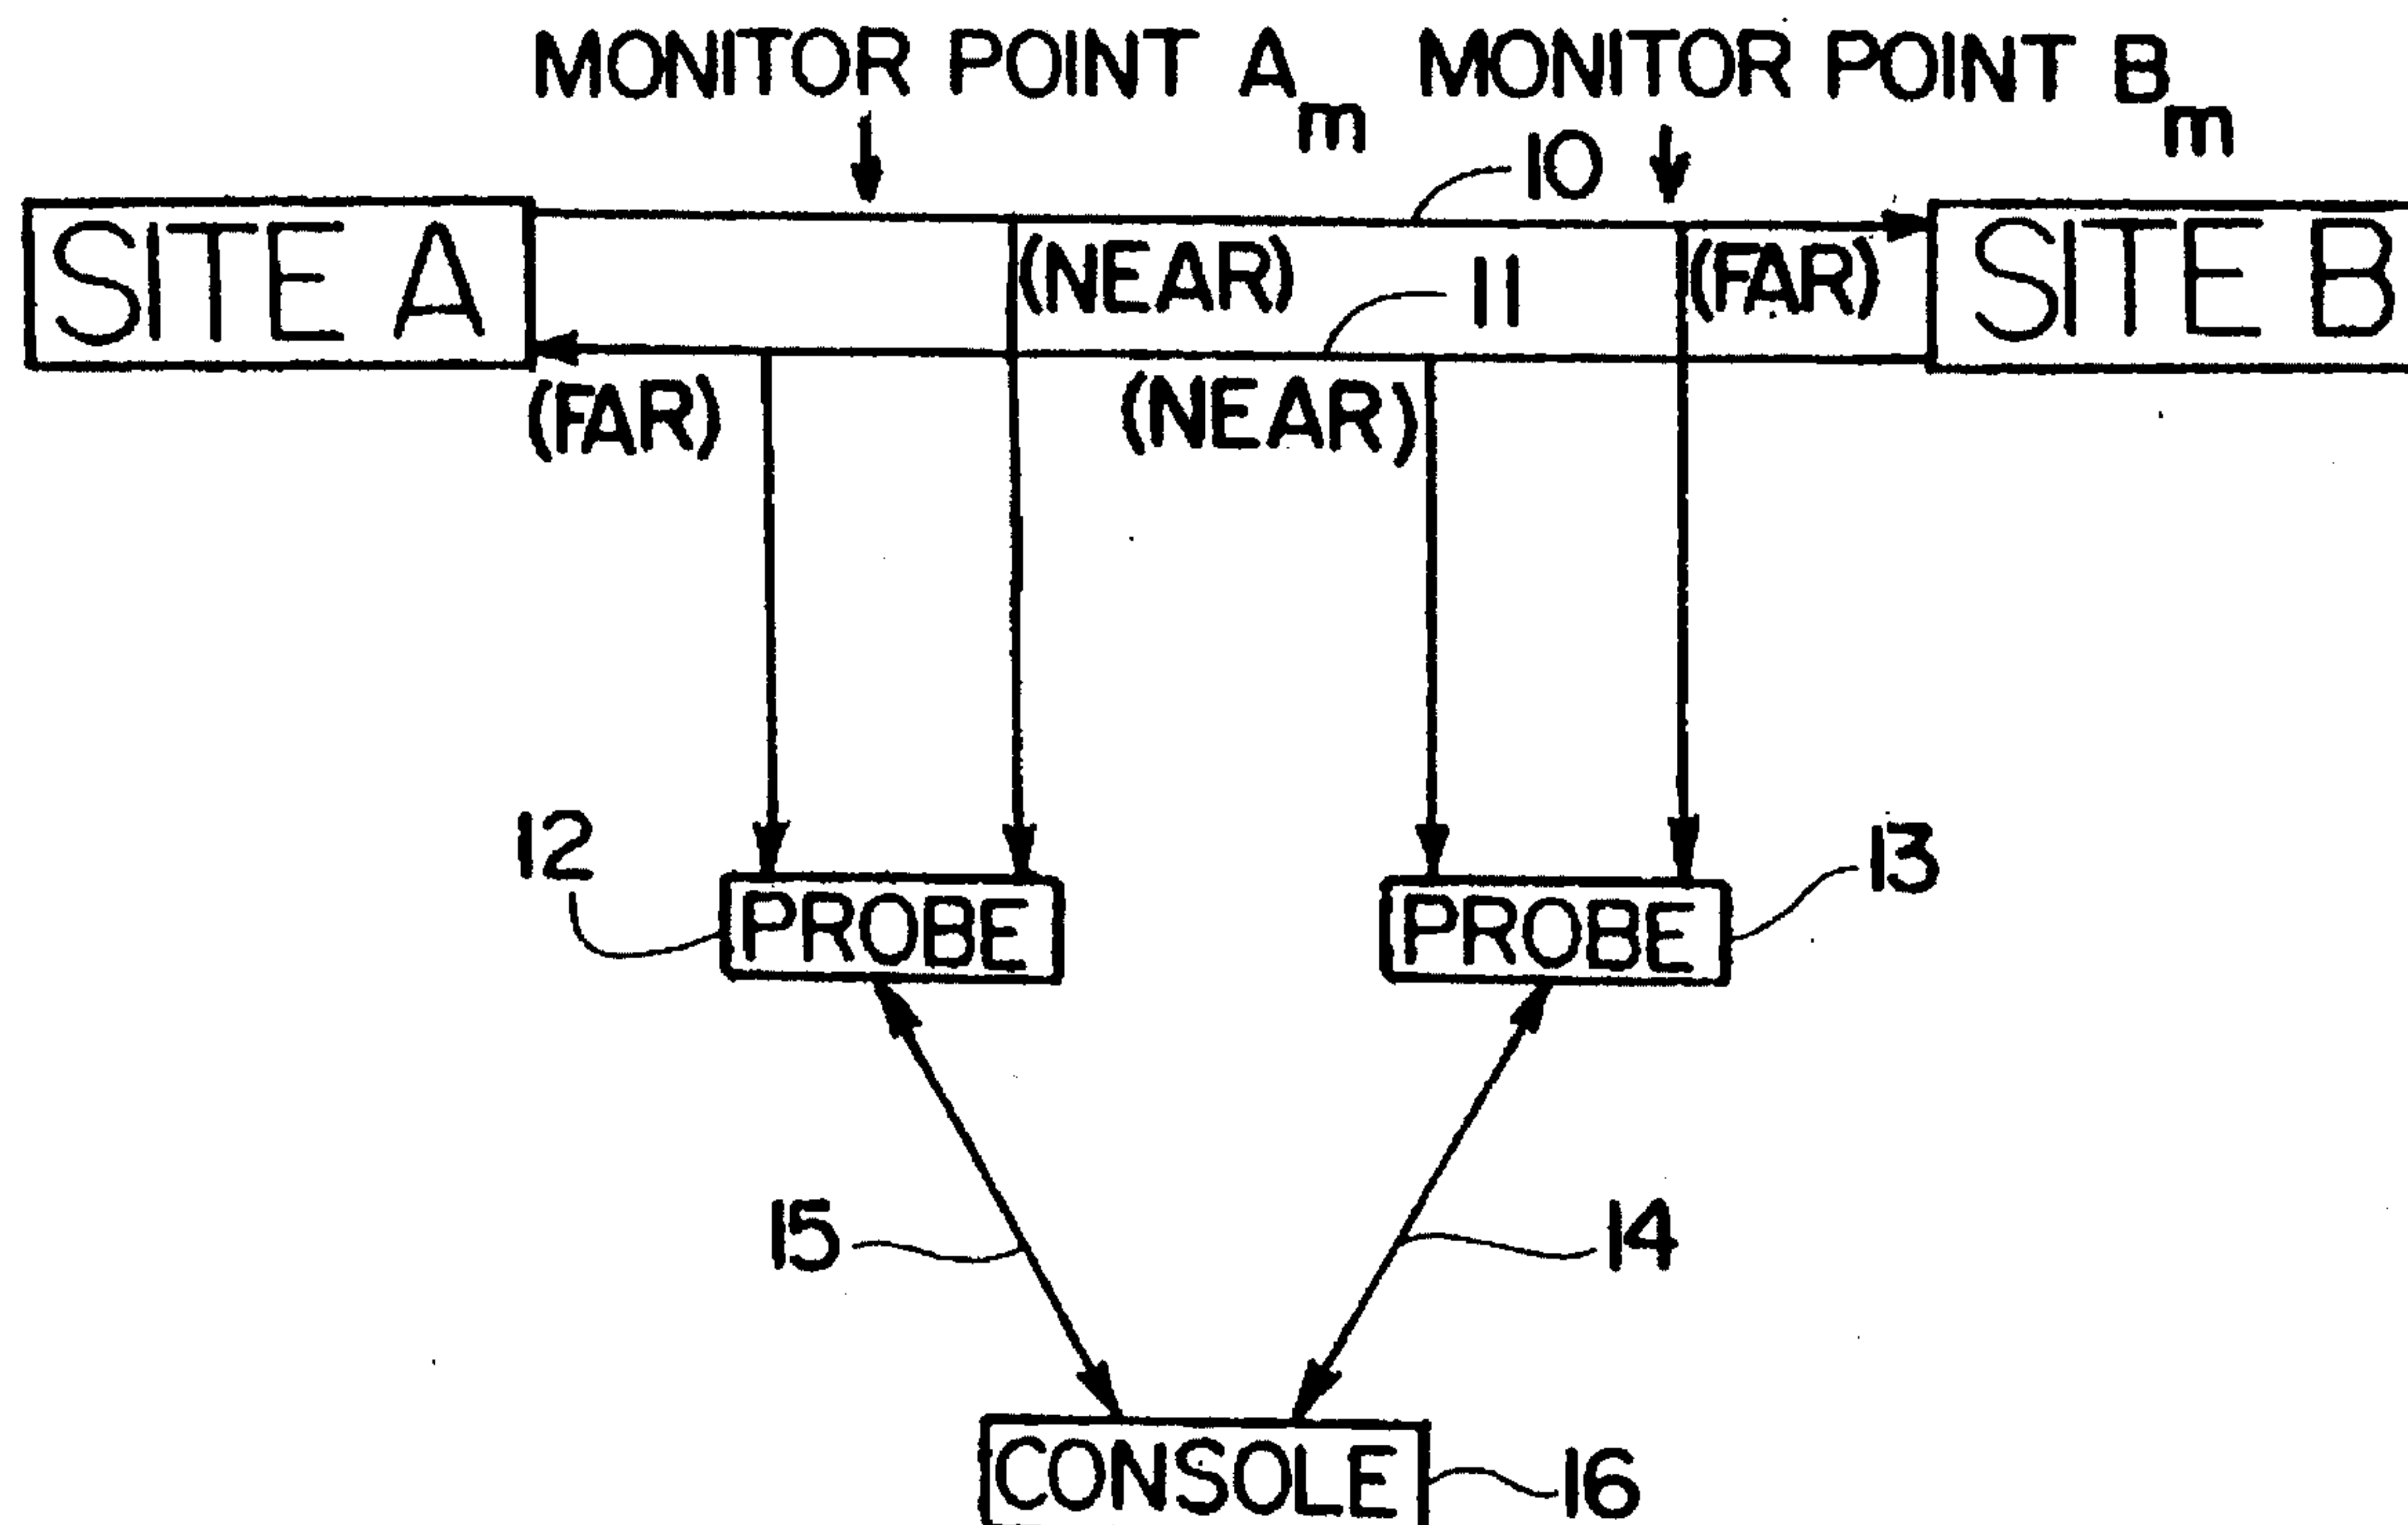 MONITOR POINT Am MONITOR POINT Bm
10
SITE A
(NEAR)
11
(FAR)
SITE B
(FAR)
(NEAR)
12
13
PROBE
PROBE
15
14
CONSOLE
16